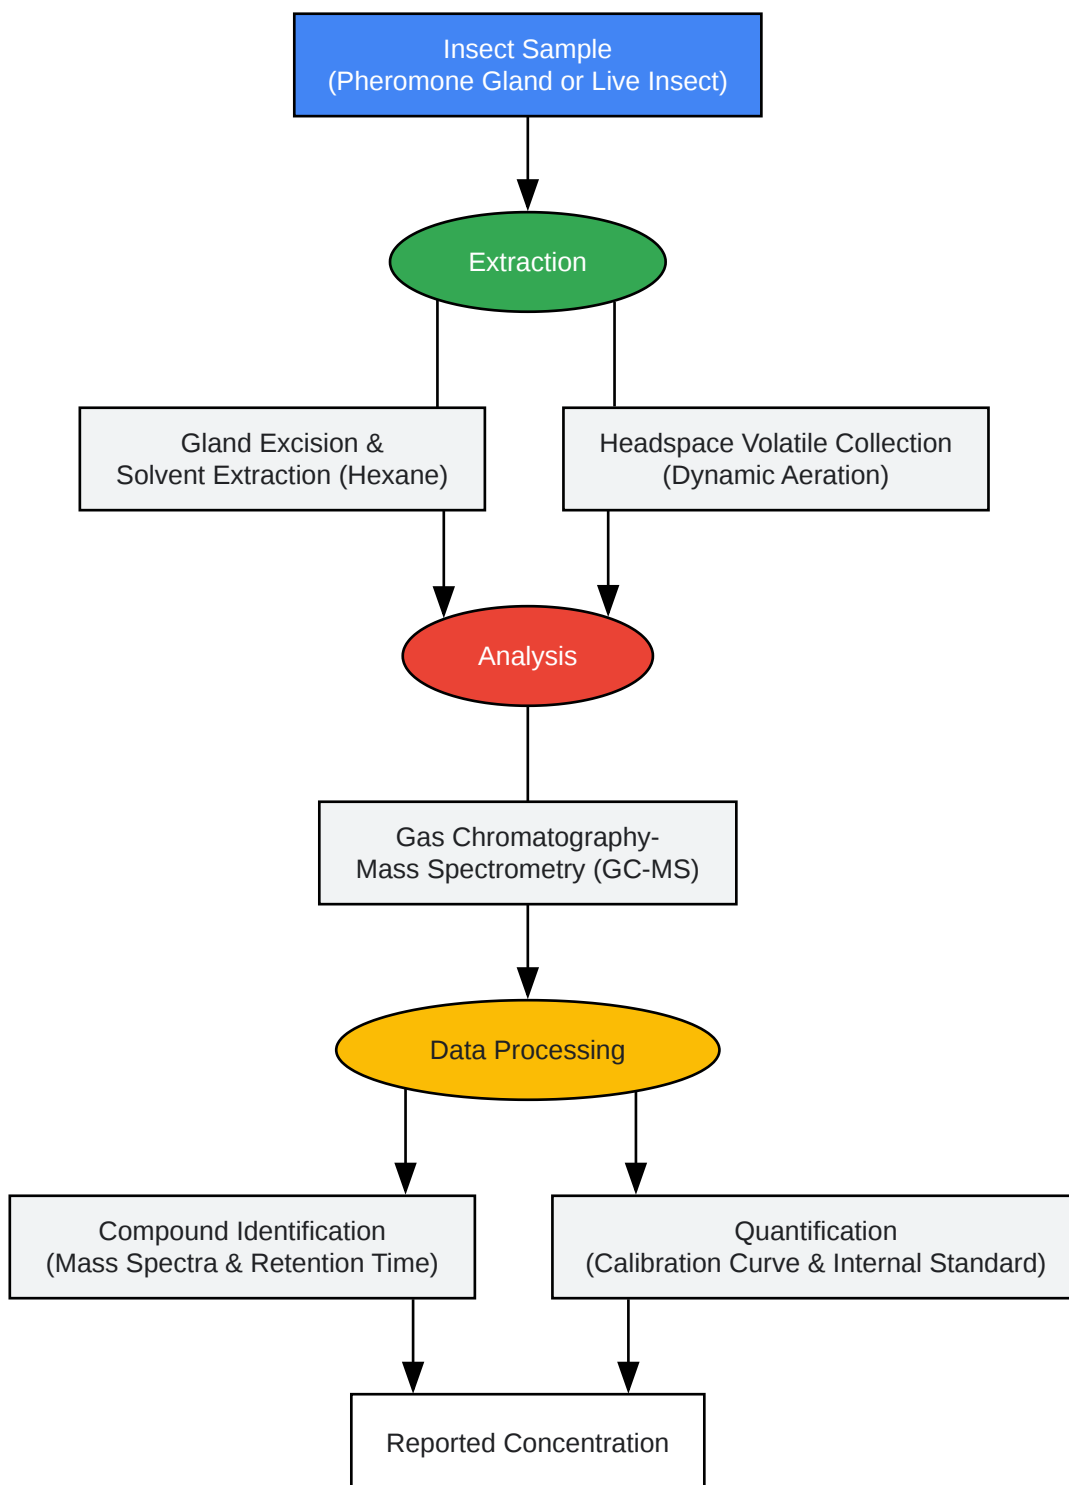 Insect Sample
(Pheromone Gland or Live Insect)
Extraction
Gland Excision &
Solvent Extraction (Hexane)
Headspace Volatile Collection
(Dynamic Aeration)
Analysis
Gas Chromatography-
Mass Spectrometry (GC-MS)
Data Processing
Compound Identification
(Mass Spectra & Retention Time)
Quantification
(Calibration Curve & Internal Standard)
Reported Concentration